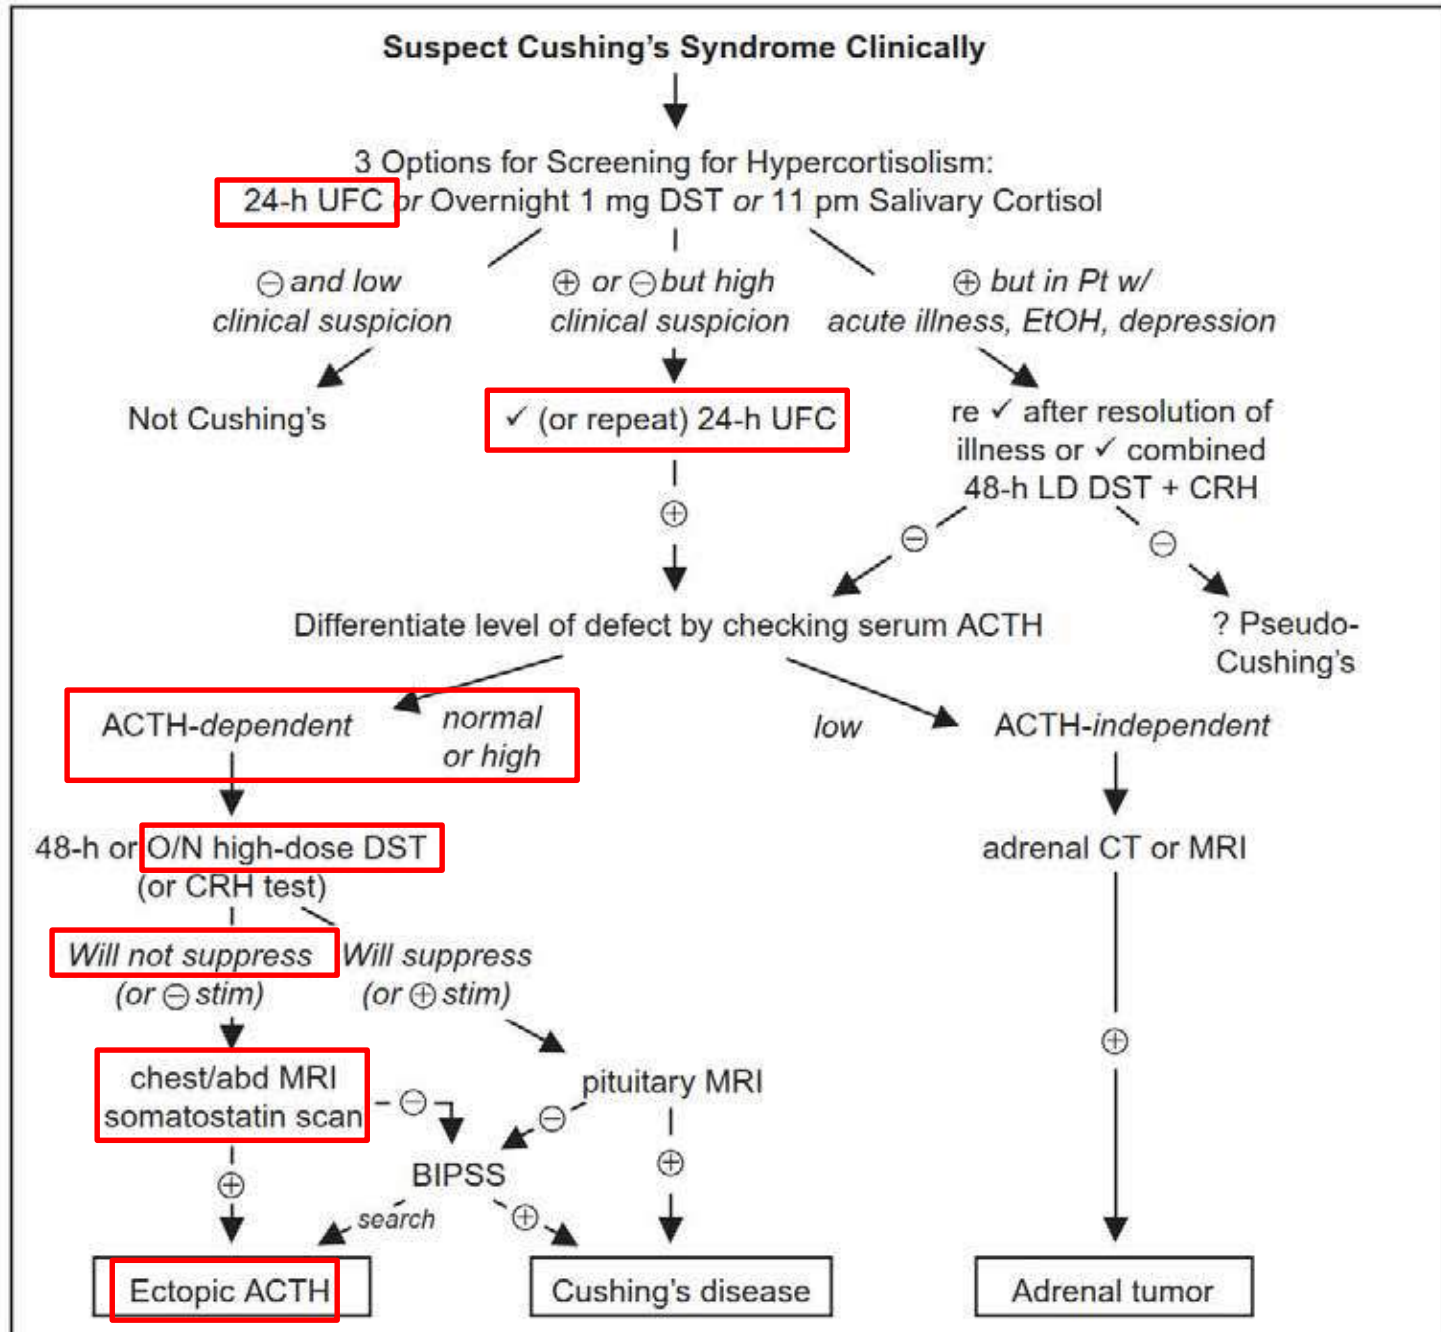 Suspect Cushing's Syndrome Clinically
3 Options for Screening for Hypercortisolism:
24-h UFC or Overnight 1 mg DST or 11 pm Salivary Cortisol
⊖ and low
clinical suspicion
⊕ or ⊖ but high
clinical suspicion
⊕ but in Pt w/
acute illness, EtOH, depression
Not Cushing's
✓ (or repeat) 24-h UFC
re ✓ after resolution of
illness or ✓ combined
48-h LD DST + CRH
⊕
⊖
⊖
Differentiate level of defect by checking serum ACTH
? Pseudo-
Cushing's
ACTH-dependent
normal
or high
low
ACTH-independent
48-h or O/N high-dose DST
(or CRH test)
adrenal CT or MRI
Will not suppress
(or ⊖ stim)
Will suppress
(or ⊕ stim)
chest/abd MRI
somatostatin scan
⊖
pituitary MRI
⊖
⊕
BIPSS
⊕
⊕
search
⊕
Ectopic ACTH
Cushing's disease
Adrenal tumor